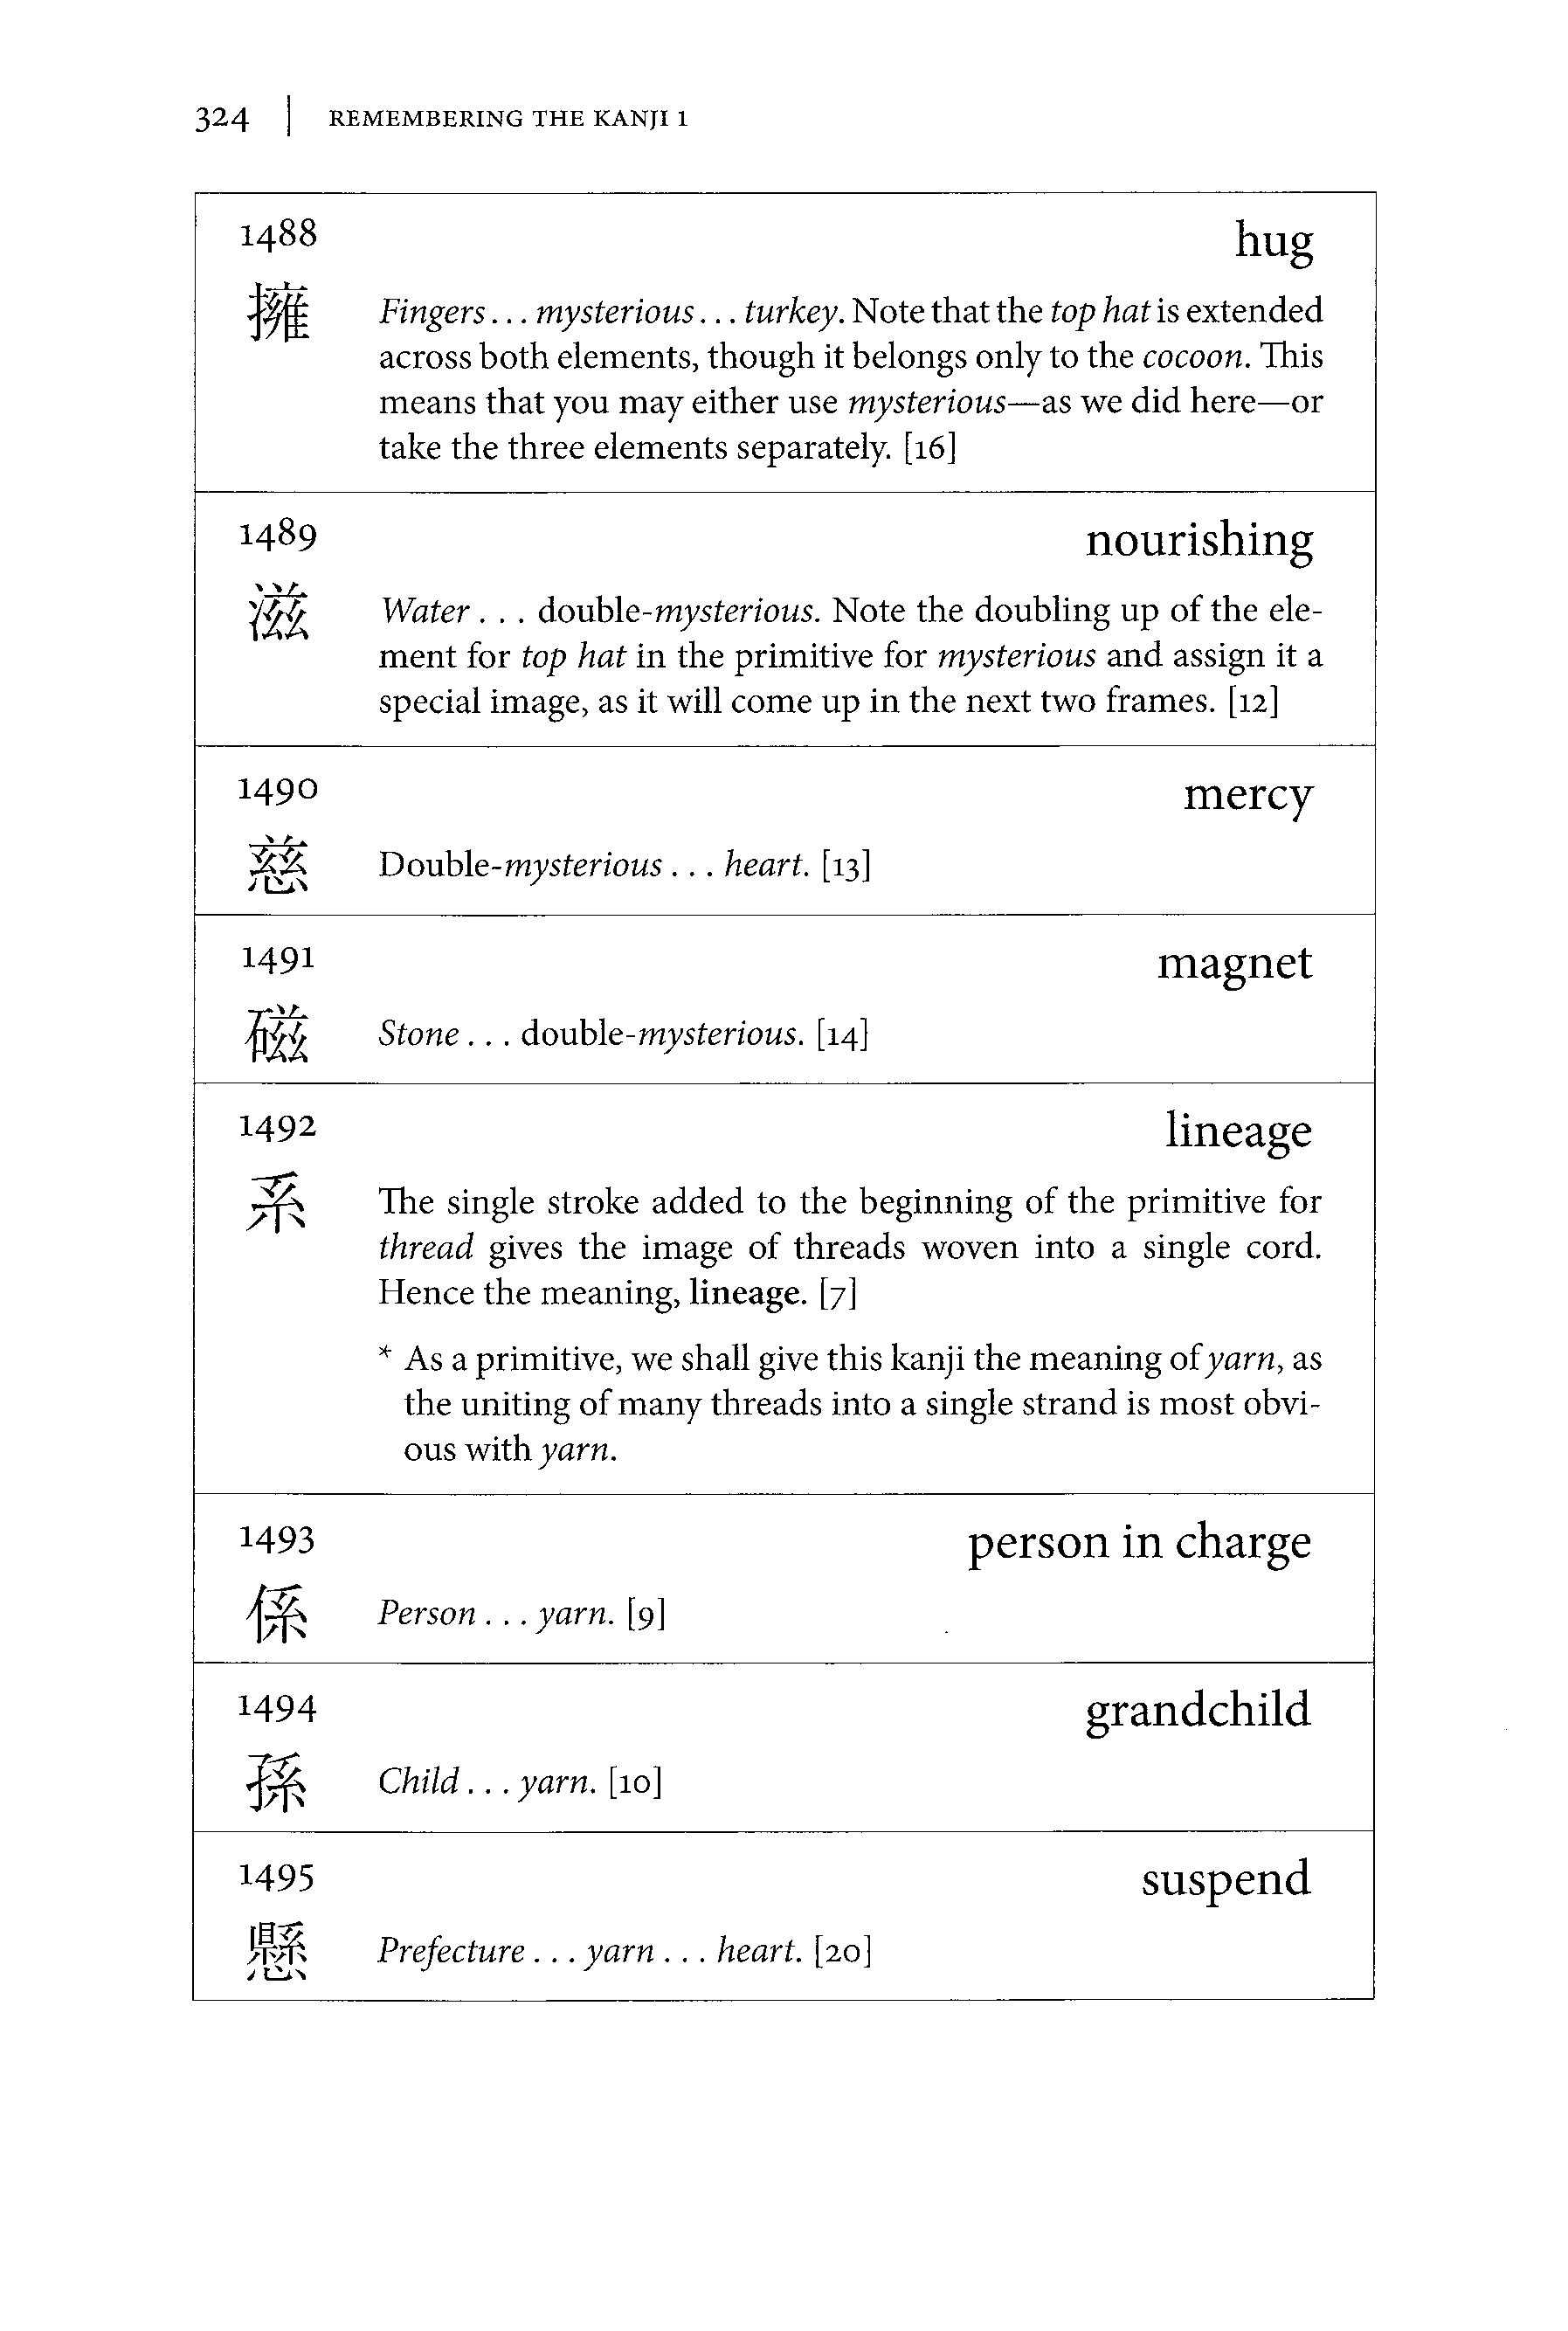 324 | REMEMBERING THE KANJI 1
1488 hug
擁 Fingers . . . mysterious . . . turkey. Note that the top hat is extended
across both elements, though it belongs only to the cocoon. This
means that you may either use mysterious—as we did here—or
take the three elements separately. [16]
1489 nourishing
滋 Water . . . double-mysterious. Note the doubling up of the ele-
ment for top hat in the primitive for mysterious and assign it a
special image, as it will come up in the next two frames. [12]
1490 mercy
慈 Double-mysterious . . . heart. [13]
1491 magnet
磁 Stone . . . double-mysterious. [14]
1492 lineage
系 The single stroke added to the beginning of the primitive for
thread gives the image of threads woven into a single cord.
Hence the meaning, lineage. [7]
* As a primitive, we shall give this kanji the meaning of yarn, as
the uniting of many threads into a single strand is most obvi-
ous with yarn.
1493 person in charge
係 Person . . . yarn. [9]
1494 grandchild
孫 Child . . . yarn. [10]
1495 suspend
懸 Prefecture . . . yarn . . . heart. [20]